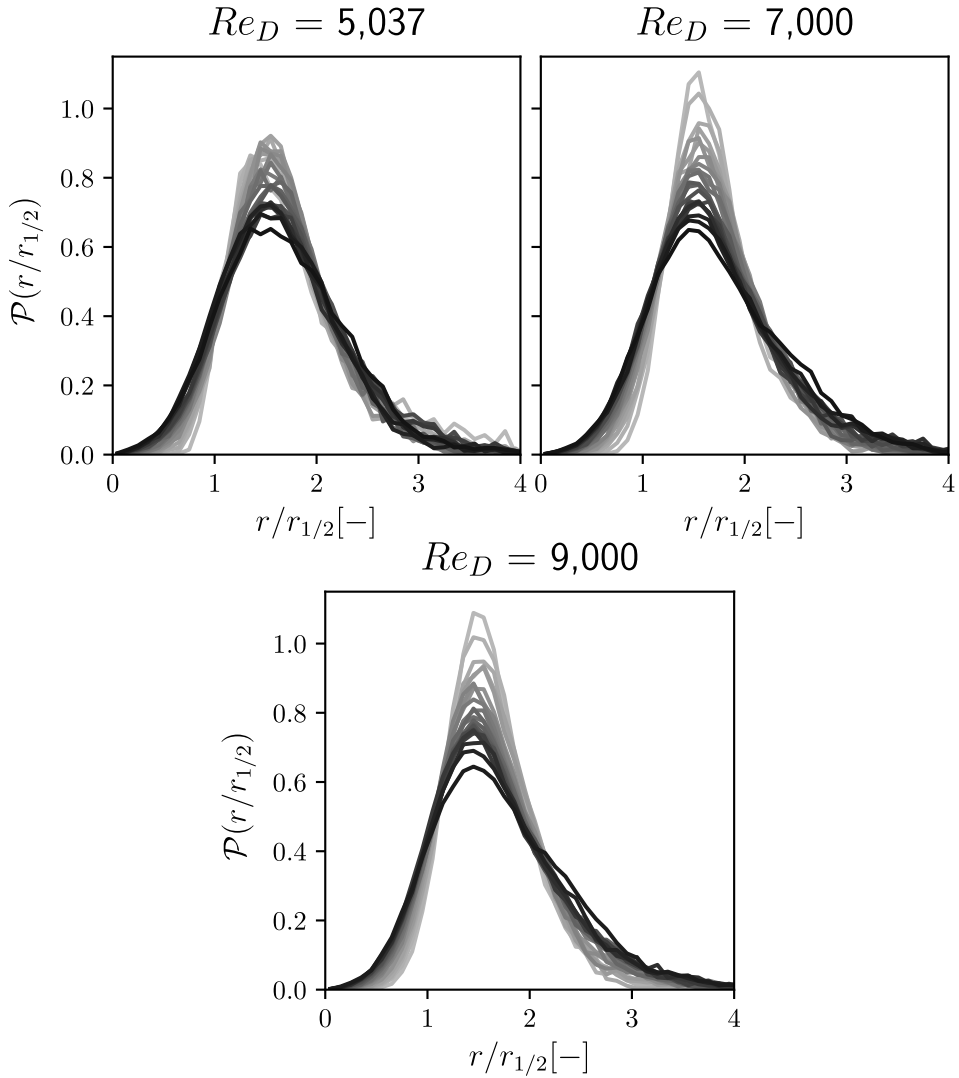 Re_D = 5,037
Re_D = 7,000
1.0
0.8
0.6
0.4
0.2
0.0
P(r/r_{1/2})
0 1 2 3 4
0 1 2 3 4
r/r_{1/2}[−]
r/r_{1/2}[−]
Re_D = 9,000
1.0
0.8
0.6
0.4
0.2
0.0
P(r/r_{1/2})
0 1 2 3 4
r/r_{1/2}[−]